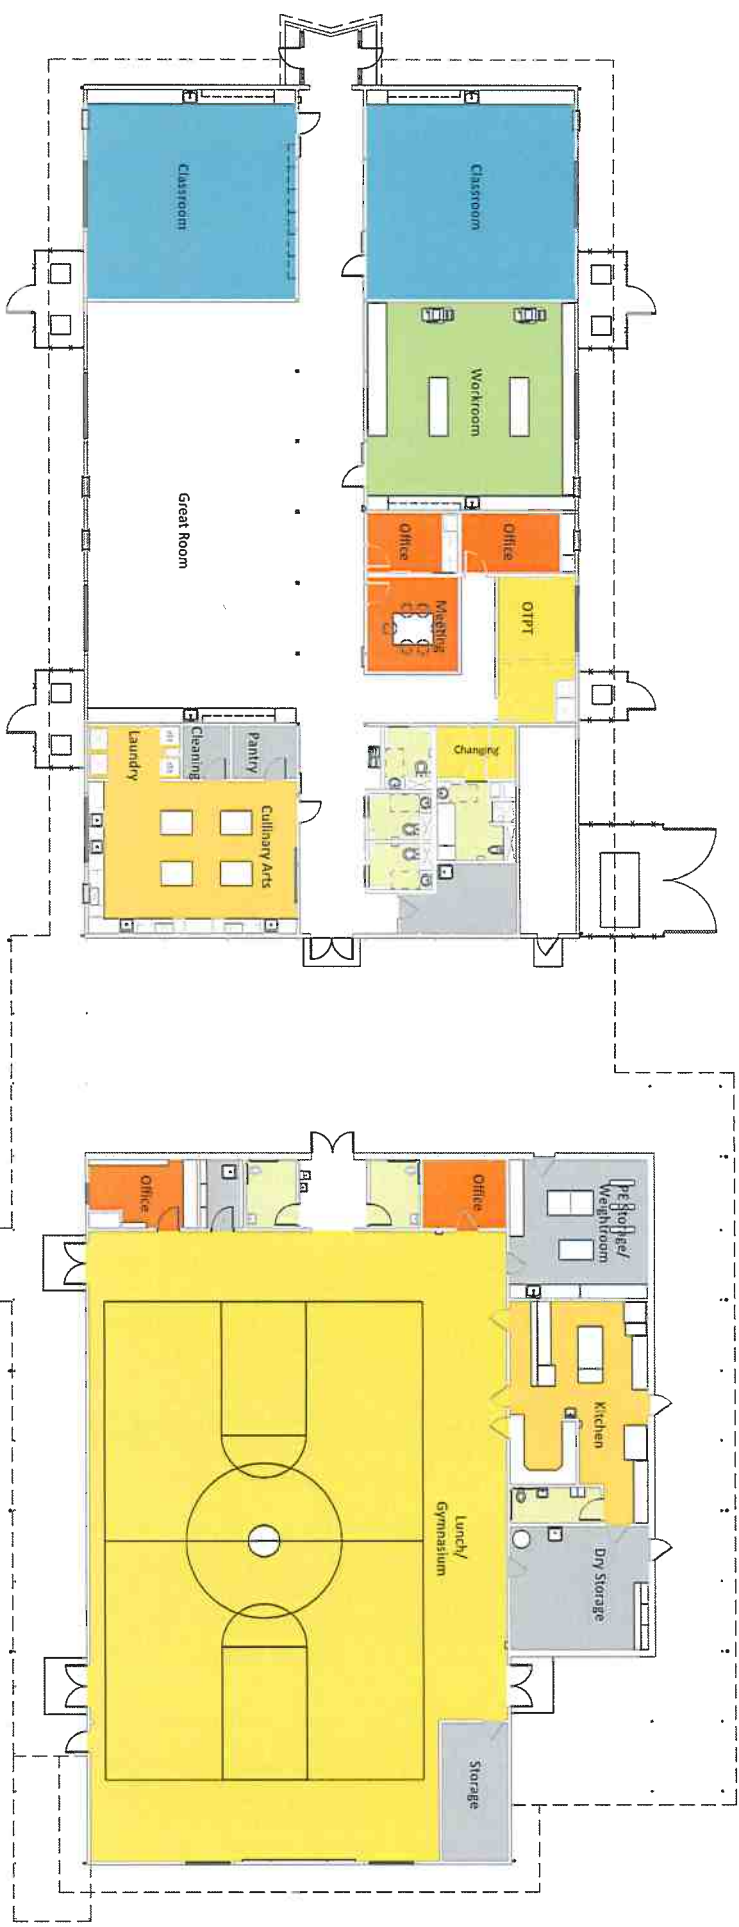 Classroom
Classroom
Workroom
Great Room
Office
Office
Meeting
OTPT
Changing
Pantry
Cleaning
Laundry
Cullinary Arts
Office
Office
PE Storage/
Weightroom
Kitchen
Lunch/
Gymnasium
Dry Storage
Storage